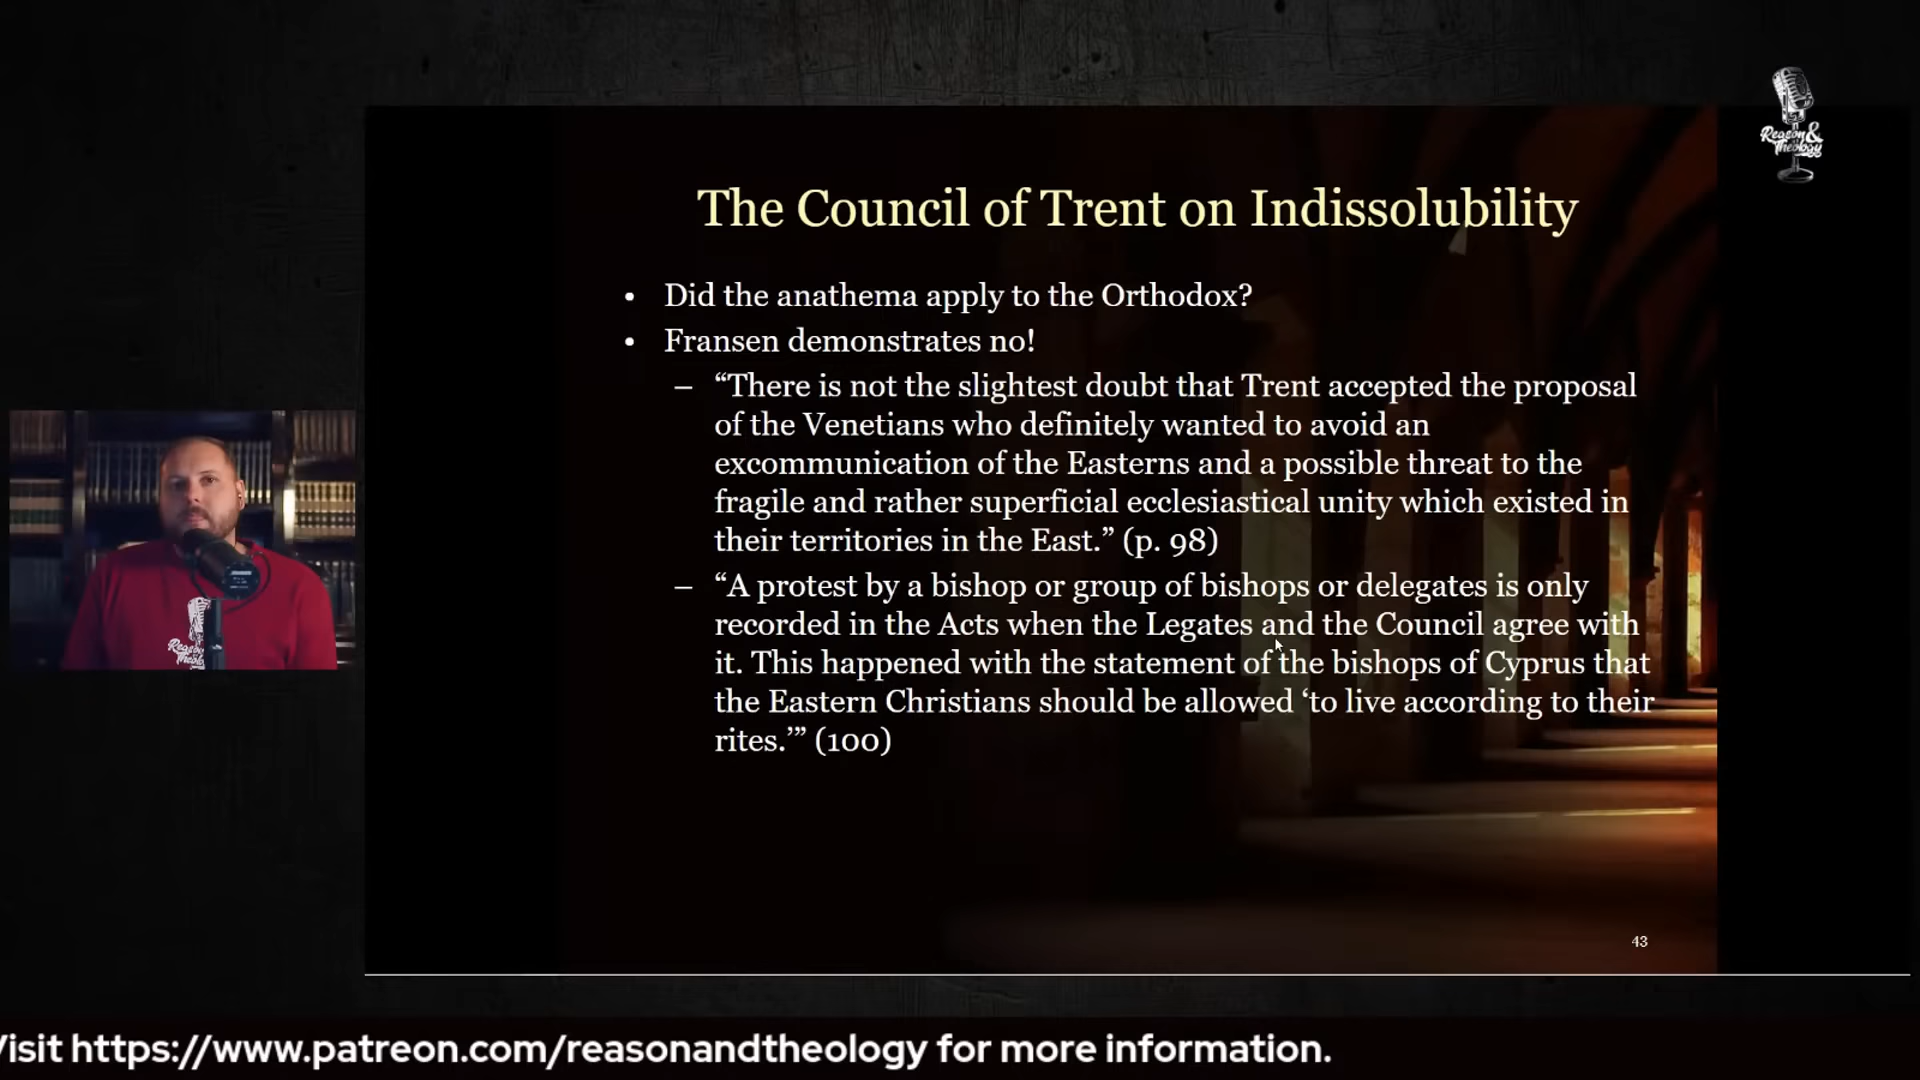 Reason &
Theology
The Council of Trent on Indissolubility
• Did the anathema apply to the Orthodox?
• Fransen demonstrates no!
– “There is not the slightest doubt that Trent accepted the proposal
of the Venetians who definitely wanted to avoid an
excommunication of the Easterns and a possible threat to the
fragile and rather superficial ecclesiastical unity which existed in
their territories in the East.” (p. 98)
– “A protest by a bishop or group of bishops or delegates is only
recorded in the Acts when the Legates and the Council agree with
it. This happened with the statement of the bishops of Cyprus that
the Eastern Christians should be allowed ‘to live according to their
rites.’” (100)
43
Visit https://www.patreon.com/reasonandtheology for more information.